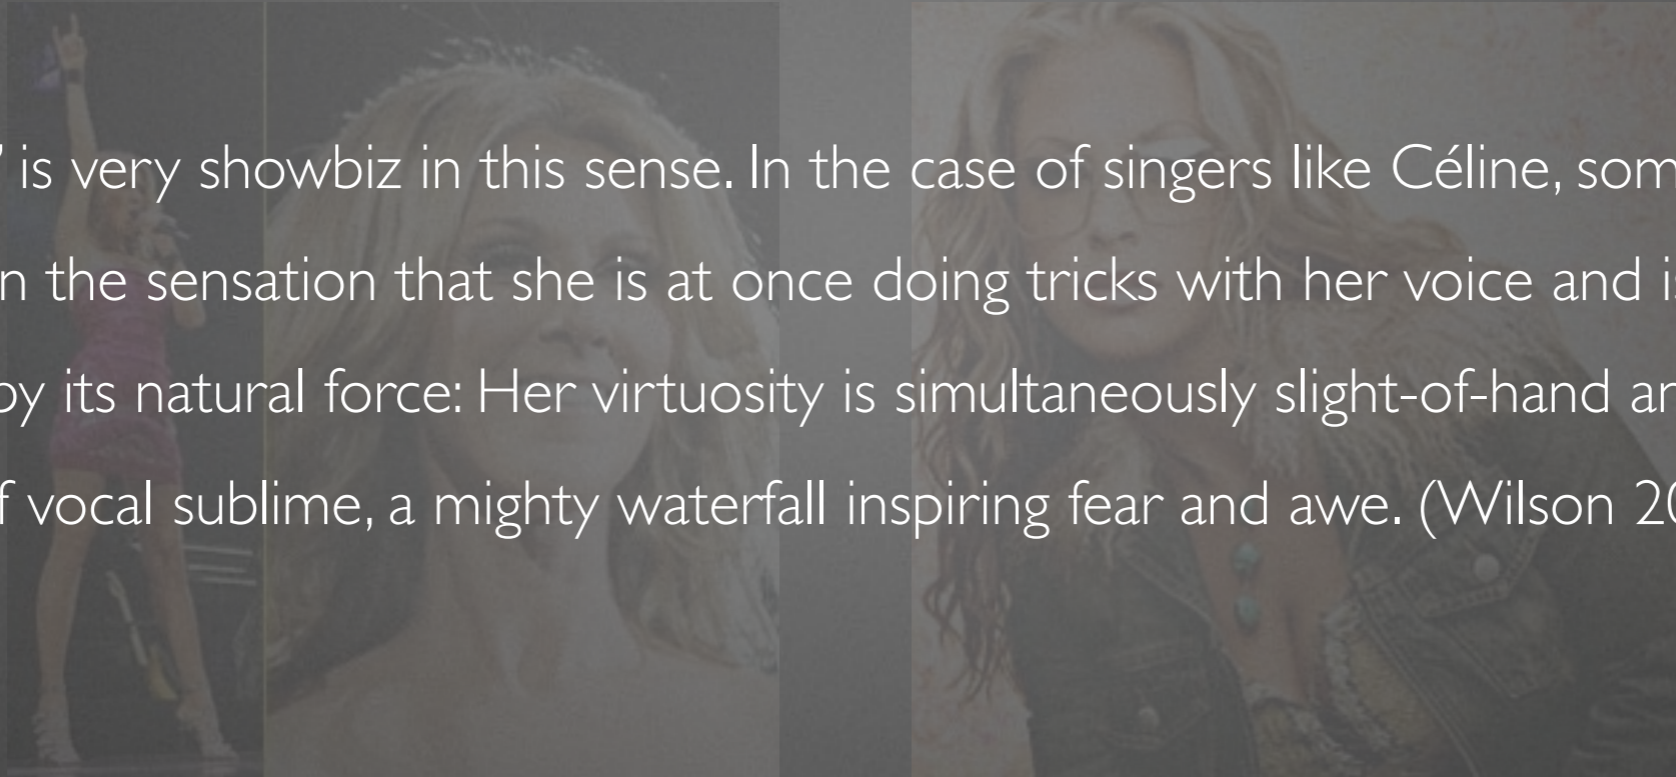 ’ is very showbiz in this sense. In the case of singers like Céline,
the sensation that she is at once doing tricks with her voice and
its natural force: Her virtuosity is simultaneously slight-of-hand
vocal sublime, a mighty waterfall inspiring fear and awe. (Wilson